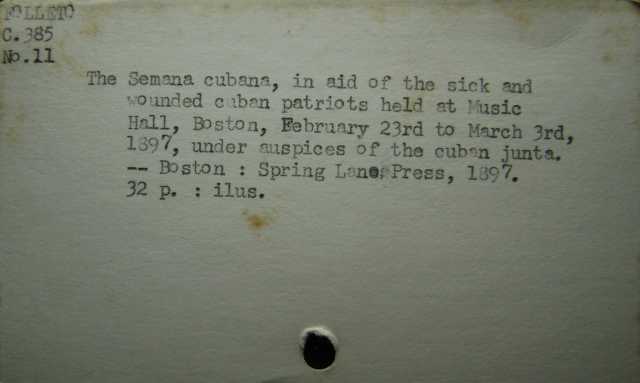 FOLLETO
C.385
No.11
The Semana cubana, in aid of the sick and
wounded cuban patriots held at Music
Hall, Boston, February 23rd to March 3rd,
1897, under auspices of the cuban junta.
-- Boston : Spring Lane Press, 1897.
32 p. : ilus.